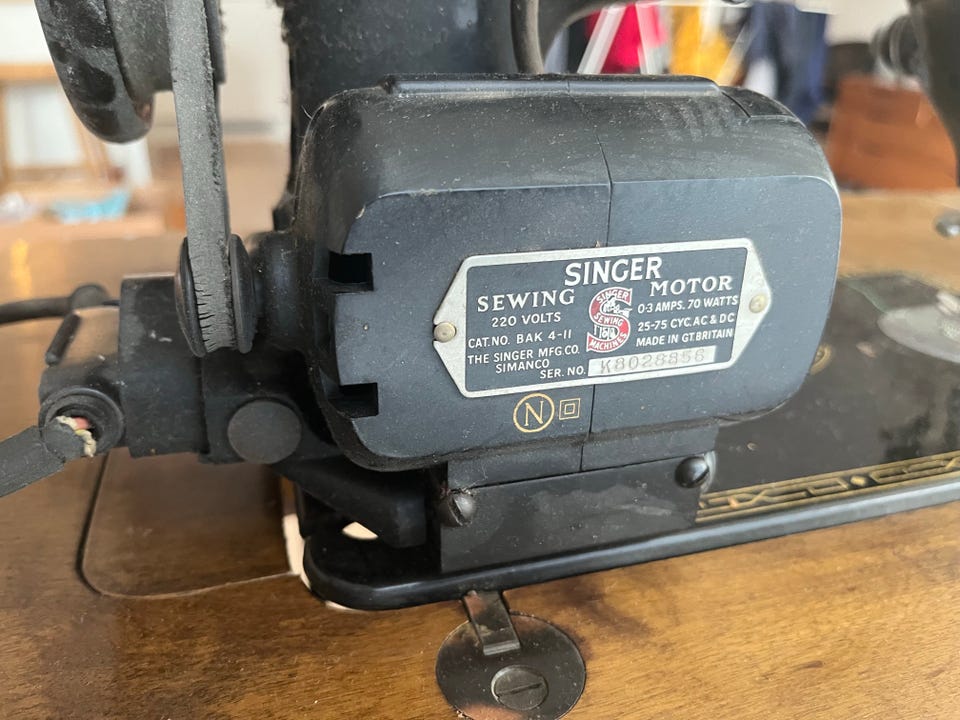 SINGER
SEWING MOTOR
220 VOLTS 0·3 AMPS. 70 WATTS
CAT. NO. BAK 4-11 25-75 CYC. AC & DC
THE SINGER MFG. CO. MADE IN GT. BRITAIN
SIMANCO
SER. NO. K8028856
SINGER
SEWING
MACHINES
N